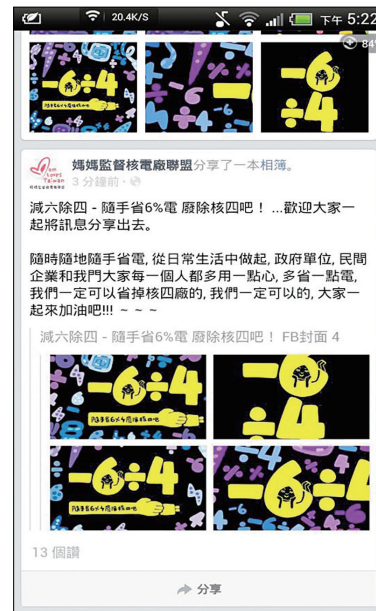 20.4K/S 下午 5:22
84
-6÷4
隨手省6%電廢除核四吧
-6÷4
-6
÷4
媽媽監督核電廠聯盟分享了一本相簿。
3 分鐘前
減六除四 - 隨手省6%電 廢除核四吧！ ...歡迎大家一
起將訊息分享出去。
隨時隨地隨手省電, 從日常生活中做起, 政府單位, 民間
企業和我門大家每一個人都多用一點心, 多省一點電,
我們一定可以省掉核四廠的, 我們一定可以的, 大家一
起來加油吧!!! ~ ~ ~
減六除四 - 隨手省6%電 廢除核四吧！ FB封面 4
-6÷4
隨手省6%電廢除核四吧
-6
÷4
-6÷4
隨手省6%電廢除核四吧
-6÷4
13 個讚
分享